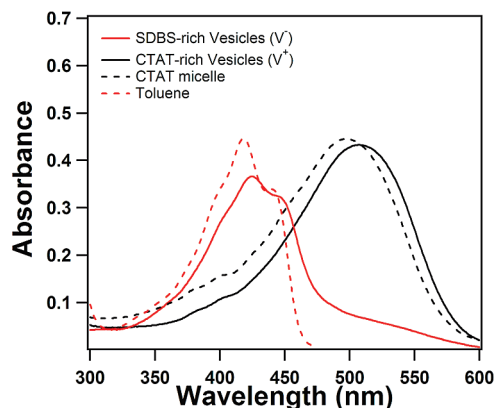 0.7
0.6
0.5
0.4
0.3
0.2
0.1
Absorbance
SDBS-rich Vesicles (V⁻)
CTAT-rich Vesicles (V⁺)
CTAT micelle
Toluene
300 350 400 450 500 550 600
Wavelength (nm)